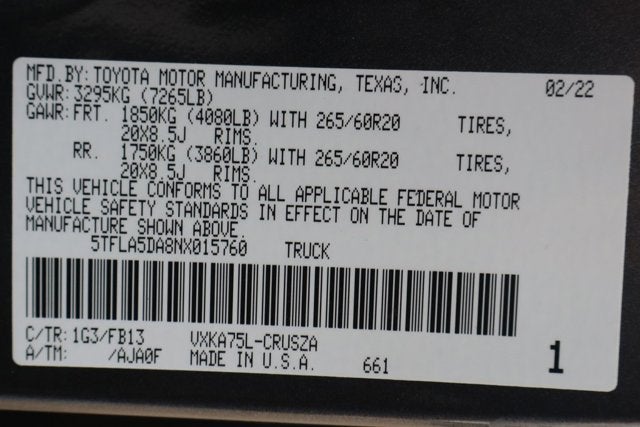 MFD.BY: TOYOTA MOTOR MANUFACTURING, TEXAS, INC. 02/22
GVWR: 3295KG (7265LB)
GAWR: FRT. 1850KG (4080LB) WITH 265/60R20 TIRES,
20X8.5J RIMS.
RR. 1750KG (3860LB) WITH 265/60R20 TIRES,
20X8.5J RIMS.
THIS VEHICLE CONFORMS TO ALL APPLICABLE FEDERAL MOTOR
VEHICLE SAFETY STANDARDS IN EFFECT ON THE DATE OF
MANUFACTURE SHOWN ABOVE.
5TFLA5DA8NX015760 TRUCK
C/TR: 1G3/FB13 VXKA75L-CRUSZA
A/TM: /AJA0F MADE IN U.S.A. 661 1